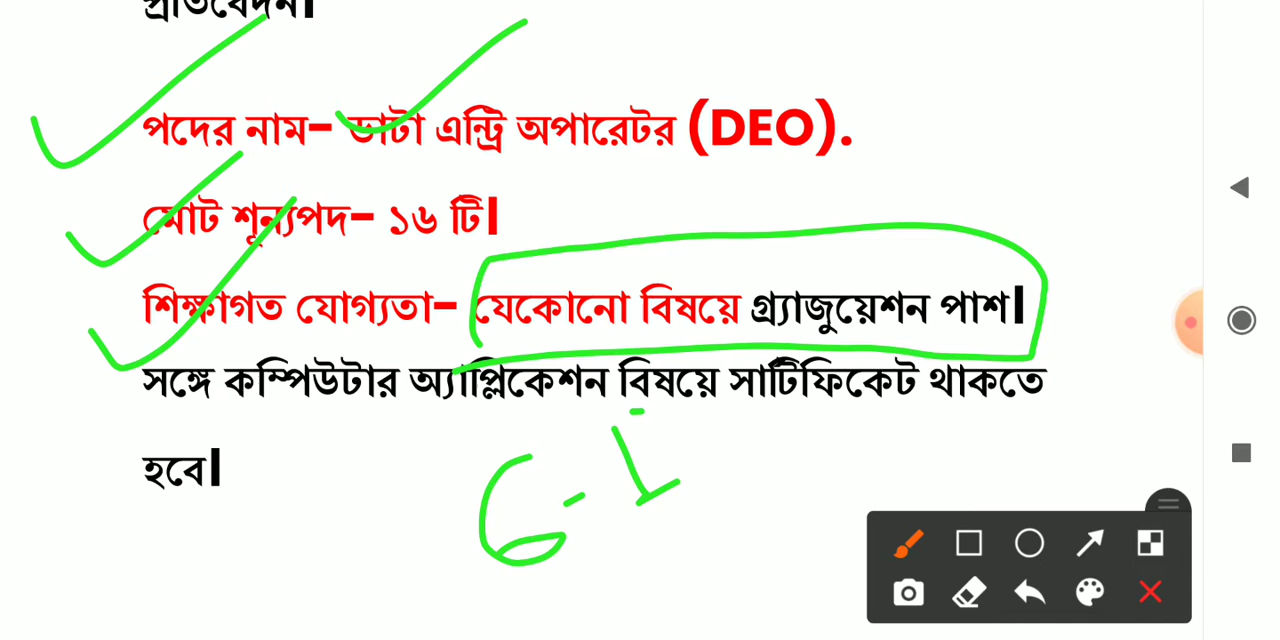 প্রতিবেদন।
পদের নাম- ডাটা এন্ট্রি অপারেটর (DEO).
মোট শূন্যপদ- ১৬ টি।
শিক্ষাগত যোগ্যতা- যেকোনো বিষয়ে গ্র্যাজুয়েশন পাশ।
সঙ্গে কম্পিউটার অ্যাপ্লিকেশন বিষয়ে সার্টিফিকেট থাকতে
হবে।